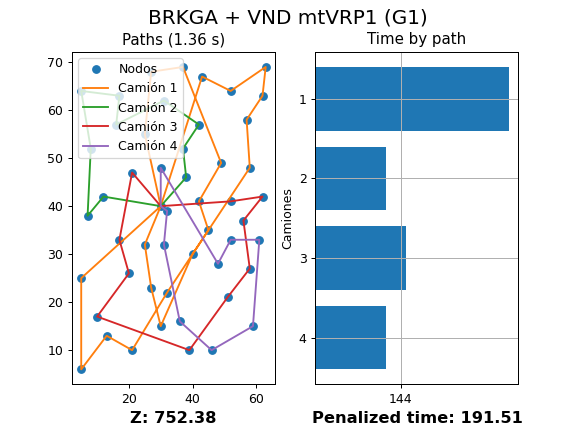 BRKGA + VND mtVRP1 (G1)
Paths (1.36 s)
Time by path
70
60
50
40
30
20
10
Nodos
Camión 1
Camión 2
Camión 3
Camión 4
20
40
60
Z: 752.38
Camiones
1
2
3
4
144
Penalized time: 191.51